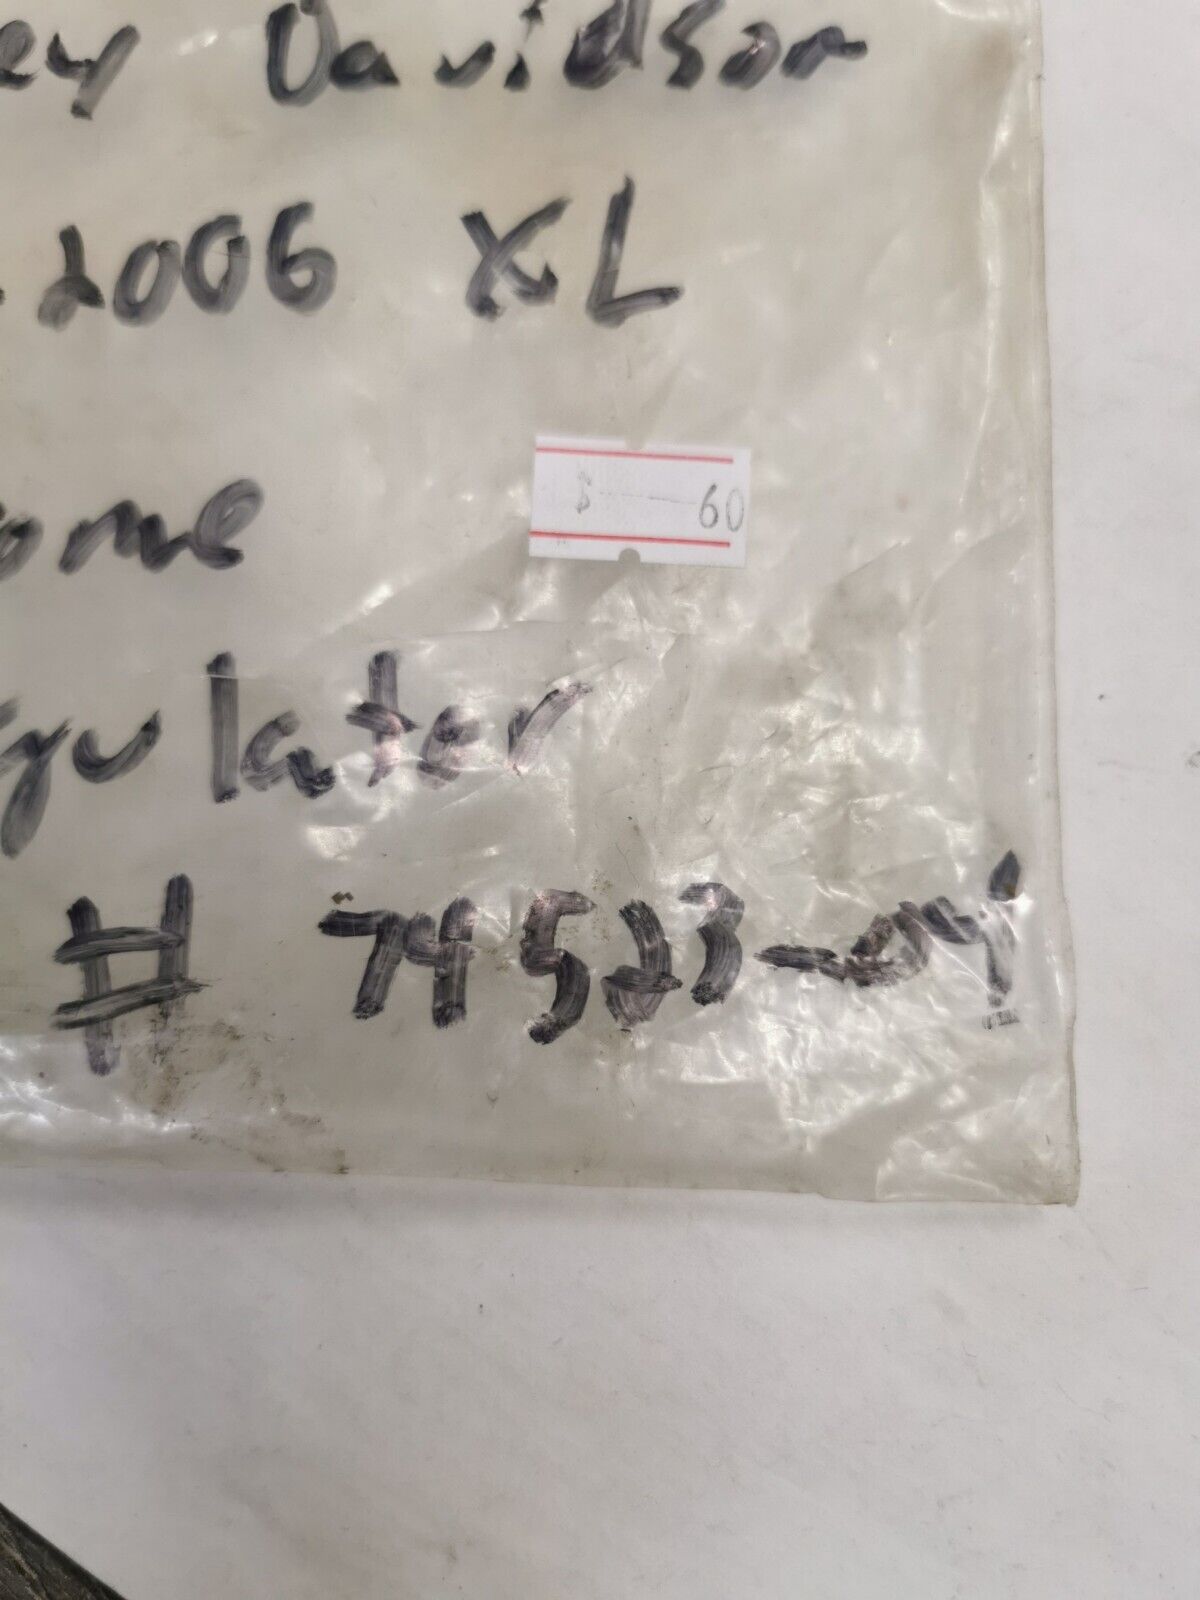 ey Davidson
2006 XL
$ 60
ome
gulater
# 74523-04